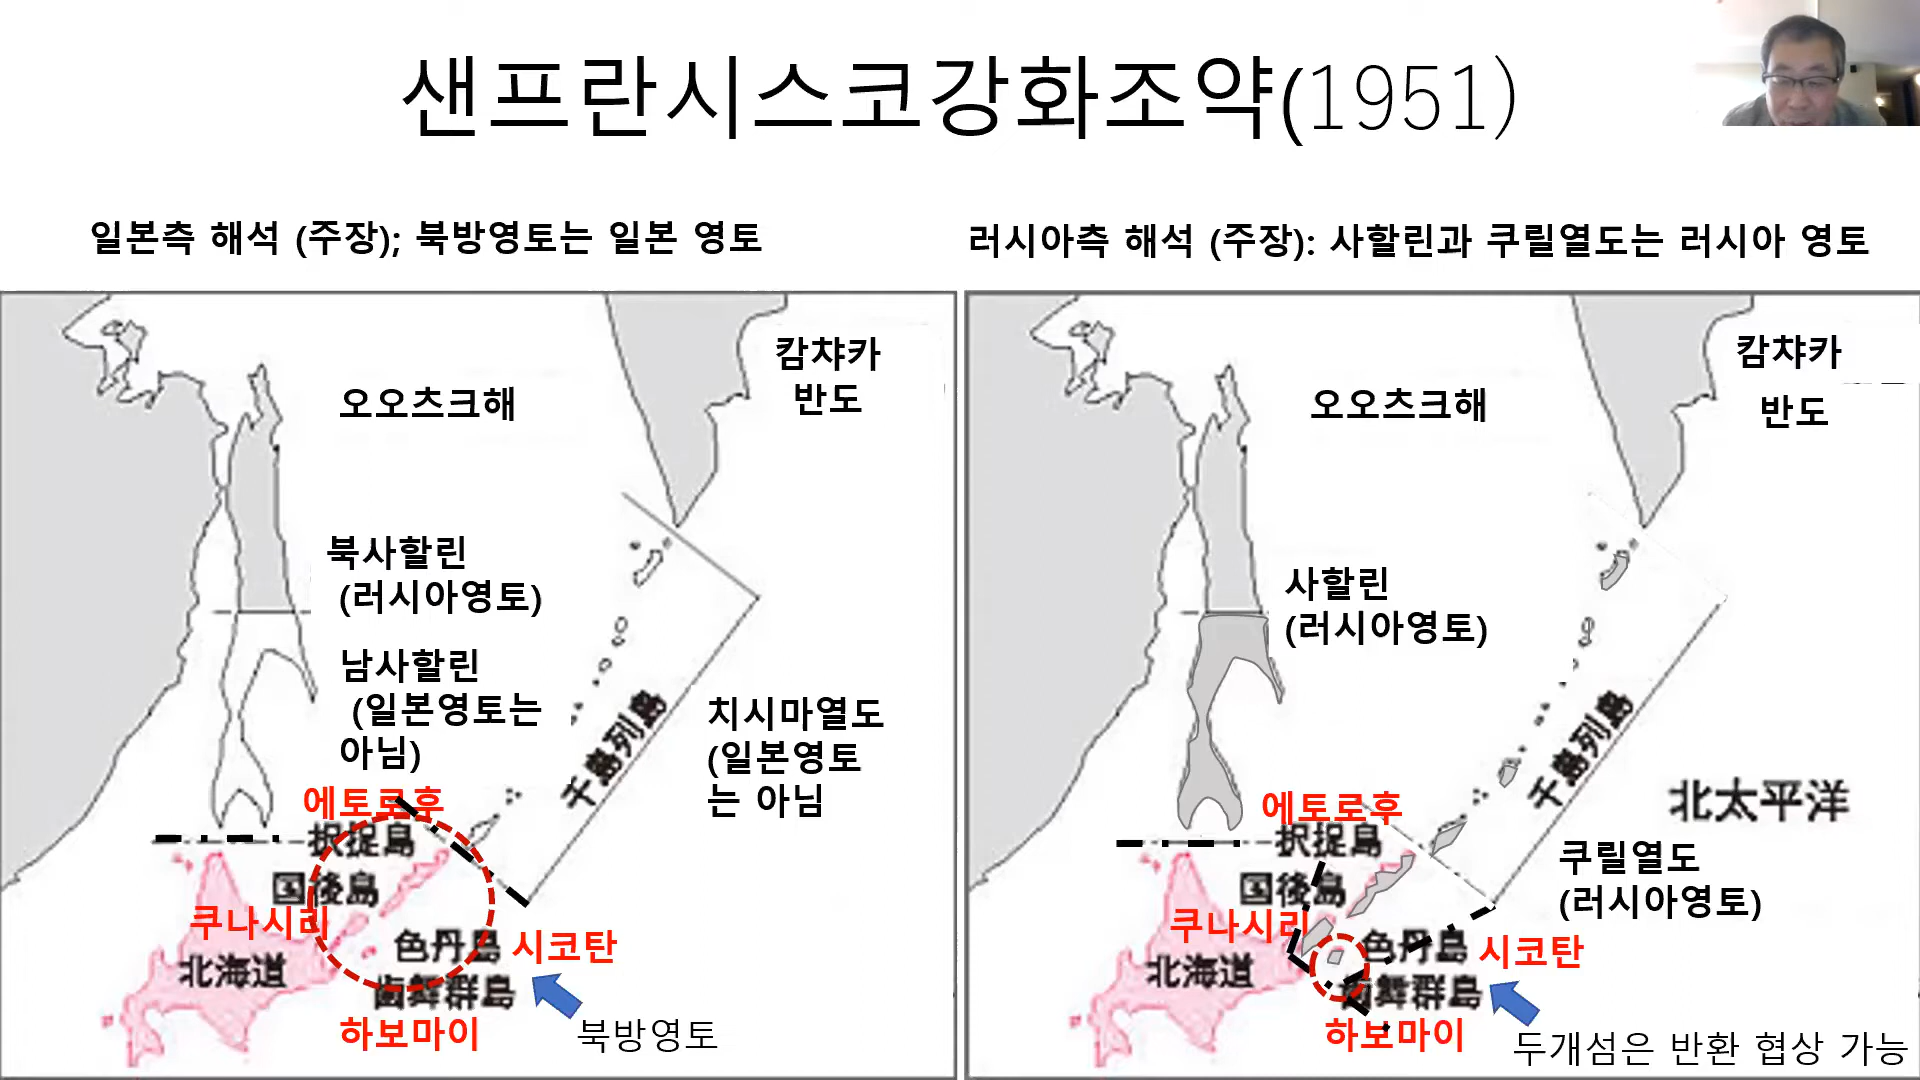 샌프란시스코강화조약(1951)
일본측 해석 (주장); 북방영토는 일본 영토
캄챠카
반도
오오츠크해
북사할린
(러시아영토)
남사할린
(일본영토는
아님)
치시마열도
(일본영토
는 아님
千島列島
에토로후
択捉島
国後島
쿠나시리
北海道
色丹島
시코탄
歯舞群島
하보마이
북방영토
러시아측 해석 (주장): 사할린과 쿠릴열도는 러시아 영토
캄챠카
반도
오오츠크해
사할린
(러시아영토)
千島列島
北太平洋
쿠릴열도
(러시아영토)
에토로후
択捉島
国後島
쿠나시리
北海道
色丹島
시코탄
歯舞群島
하보마이
두개섬은 반환 협상 가능